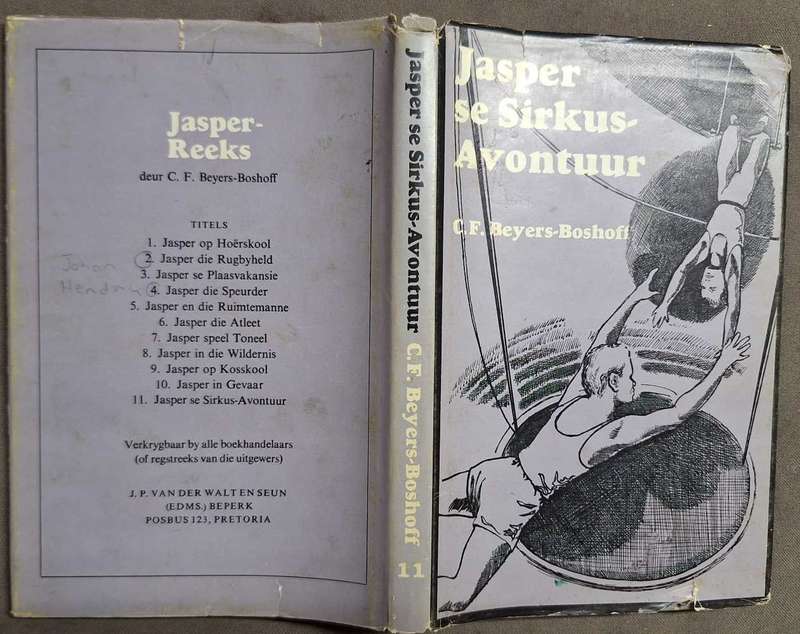 Jasper-
Reeks
deur C. F. Beyers-Boshoff
TITELS
1. Jasper op Hoërskool
2. Jasper die Rugbyheld
3. Jasper se Plaasvakansie
4. Jasper die Speurder
5. Jasper en die Ruimtemanne
6. Jasper die Atleet
7. Jasper speel Toneel
8. Jasper in die Wildernis
9. Jasper op Kosskool
10. Jasper in Gevaar
11. Jasper se Sirkus-Avontuur
Johan
Verkrygbaar by alle boekhandelaars
(of regstreeks van die uitgewers)
J. P. VAN DER WALT EN SEUN
(EDMS.) BEPERK
POSBUS 123, PRETORIA
Jasper se Sirkus-Avontuur C. F. Beyers-Boshoff 11
Jasper
se Sirkus-
Avontuur
C. F. Beyers-Boshoff